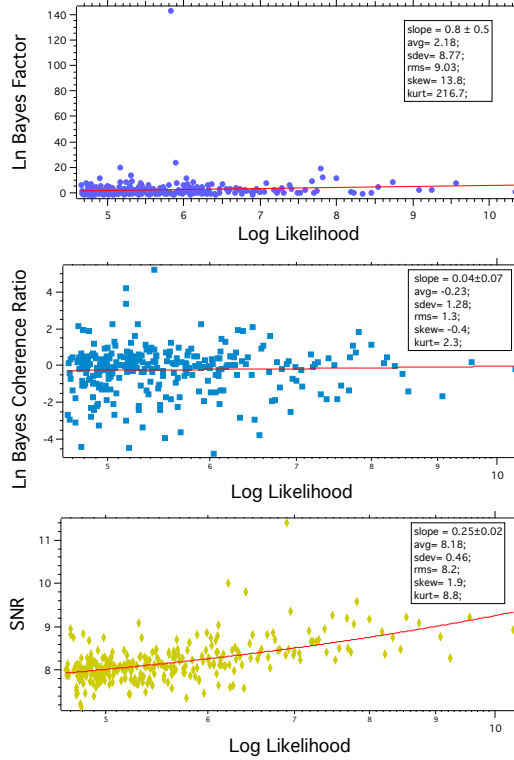 140
120
100
80
60
40
20
0
Ln Bayes Factor
slope = 0.8 ± 0.5
avg= 2.18;
sdev= 8.77
rms= 9.03;
skew= 13.8;
kurt= 216.7;
5 6 7 8 9 10
Log Likelihood
4
2
0
-2
-4
Ln Bayes Coherence Ratio
slope = 0.04±0.07
avg= -0.23;
sdev= 1.28;
rms= 1.3;
skew= -0.4;
kurt= 2.3;
5 6 7 8 9 10
Log Likelihood
11
10
9
8
SNR
slope = 0.25±0.02
avg= 8.18;
sdev= 0.46;
rms= 8.2;
skew= 1.9;
kurt= 8.8;
5 6 7 8 9 10
Log Likelihood